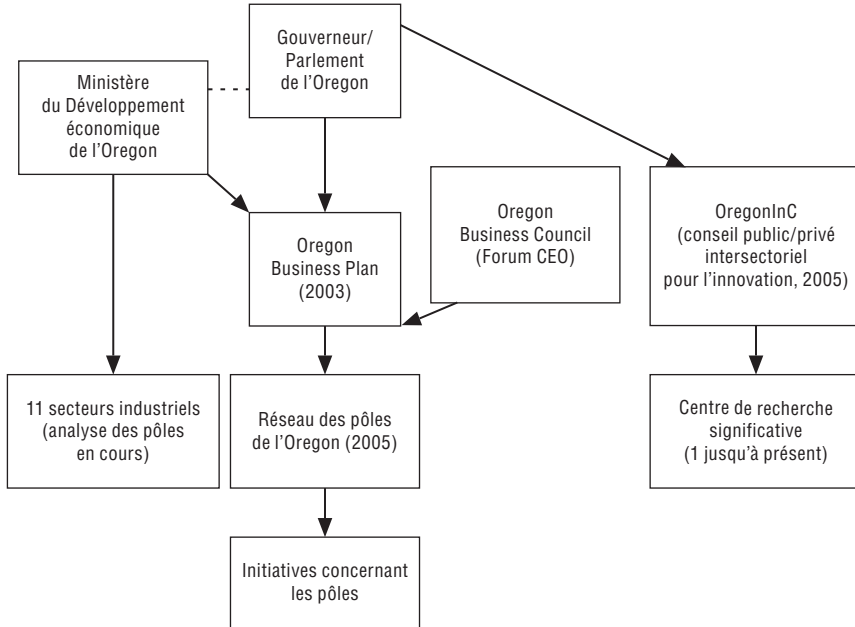 Gouverneur/
Parlement
de l'Oregon
Ministère
du Développement
économique
de l'Oregon
Oregon
Business Plan
(2003)
Oregon
Business Council
(Forum CEO)
OregonInC
(conseil public/privé
intersectoriel
pour l'innovation, 2005)
11 secteurs industriels
(analyse des pôles
en cours)
Réseau des pôles
de l'Oregon (2005)
Centre de recherche
significative
(1 jusqu'à présent)
Initiatives concernant
les pôles